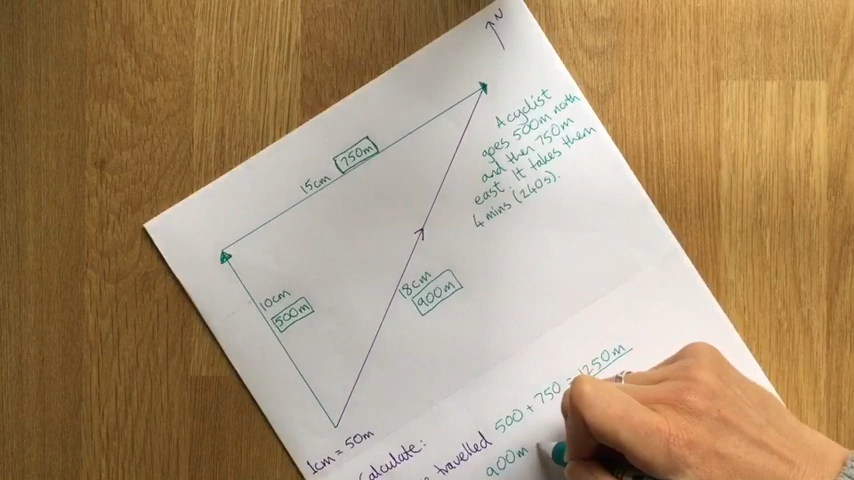 N
A cyclist
goes 500m north
and then 750m
east. It takes them
4 mins (240s).
15cm 750m
10cm
500m
18cm
900m
1cm = 50m
Calculate:
travelled 500 + 750 = 1250m
900m